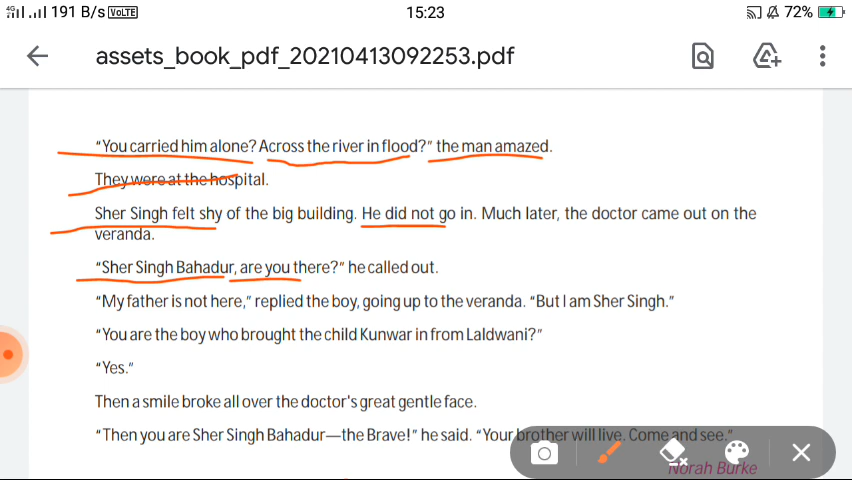 4G 191 B/s VoLTE 15:23 72%
assets_book_pdf_20210413092253.pdf
“You carried him alone? Across the river in flood?” the man amazed.
They were at the hospital.
Sher Singh felt shy of the big building. He did not go in. Much later, the doctor came out on the
veranda.
“Sher Singh Bahadur, are you there?” he called out.
“My father is not here,” replied the boy, going up to the veranda. “But I am Sher Singh.”
“You are the boy who brought the child Kunwar in from Laldwani?”
“Yes.”
Then a smile broke all over the doctor's great gentle face.
“Then you are Sher Singh Bahadur—the Brave!” he said. “Your brother will live. Come and see.”
Norah Burke